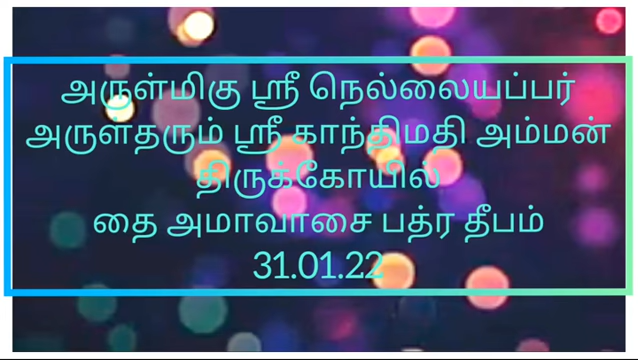 அருள்மிகு ஸ்ரீ நெல்லையப்பர்
அருள்தரும் ஸ்ரீ காந்திமதி அம்மன்
திருக்கோயில்
தை அமாவாசை பத்ர தீபம்
31.01.22